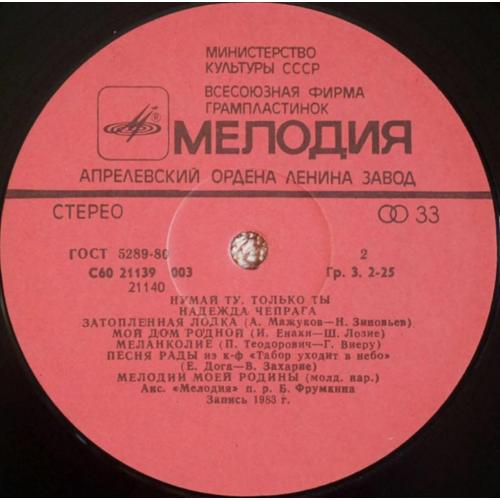 МИНИСТЕРСТВО
КУЛЬТУРЫ СССР
ВСЕСОЮЗНАЯ ФИРМА
ГРАМПЛАСТИНОК
®
МЕЛОДИЯ
АПРЕЛЕВСКИЙ ОРДЕНА ЛЕНИНА ЗАВОД
СТЕРЕО 33
ГОСТ 5289-80 2
С60 21139 003 Гр. 3. 2-25
21140
НУМАЙ ТУ. ТОЛЬКО ТЫ
НАДЕЖДА ЧЕПРАГА
ЗАТОПЛЕННАЯ ЛОДКА (А. Мажуков—Н. Зиновьев)
МОЙ ДОМ РОДНОЙ (И. Енаки—Ш. Лозие)
МЕЛАНКОЛИЕ (П. Теодорович—Г. Виеру)
ПЕСНЯ РАДЫ из к-ф «Табор уходит в небо»
(Е. Дога—В. Захарие)
МЕЛОДИИ МОЕЙ РОДИНЫ (молд. нар.)
Анс. «Мелодия» п. р. Б. Фрумкина
Запись 1983 г.